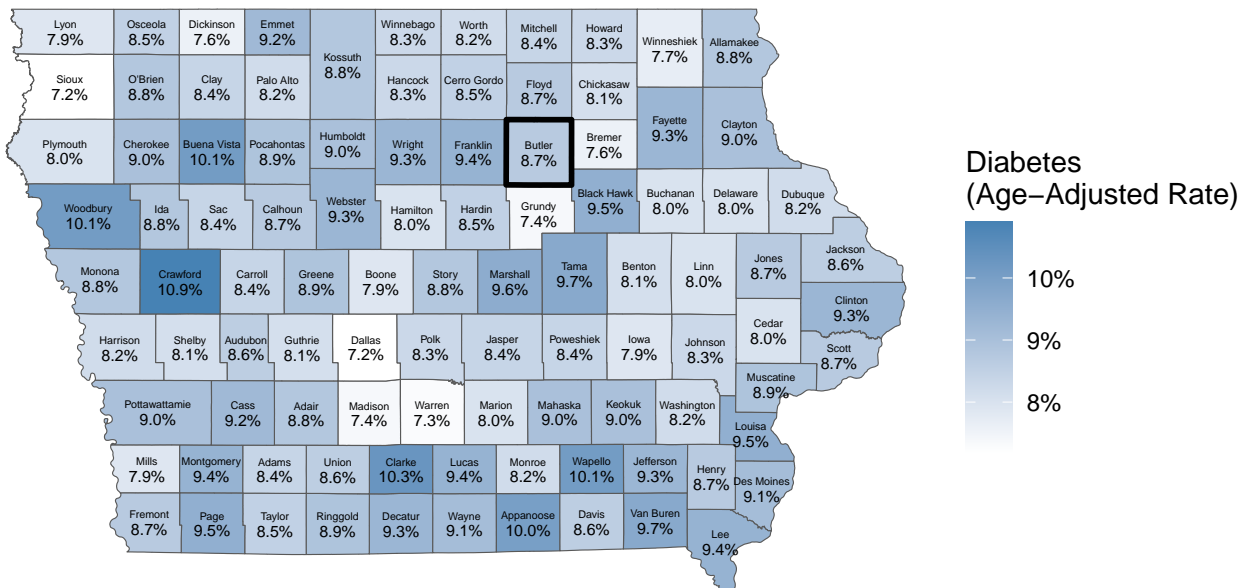 Lyon
7.9%
Osceola
8.5%
Dickinson
7.6%
Emmet
9.2%
Kossuth
8.8%
Winnebago
8.3%
Worth
8.2%
Mitchell
8.4%
Howard
8.3%
Winneshiek
7.7%
Allamakee
8.8%
Sioux
7.2%
O'Brien
8.8%
Clay
8.4%
Palo Alto
8.2%
Hancock
8.3%
Cerro Gordo
8.5%
Floyd
8.7%
Chickasaw
8.1%
Fayette
9.3%
Clayton
9.0%
Plymouth
8.0%
Cherokee
9.0%
Buena Vista
10.1%
Pocahontas
8.9%
Humboldt
9.0%
Wright
9.3%
Franklin
9.4%
Butler
8.7%
Bremer
7.6%
Woodbury
10.1%
Ida
8.8%
Sac
8.4%
Calhoun
8.7%
Webster
9.3%
Hamilton
8.0%
Hardin
8.5%
Grundy
7.4%
Black Hawk
9.5%
Buchanan
8.0%
Delaware
8.0%
Dubuque
8.2%
Monona
8.8%
Crawford
10.9%
Carroll
8.4%
Greene
8.9%
Boone
7.9%
Story
8.8%
Marshall
9.6%
Tama
9.7%
Benton
8.1%
Linn
8.0%
Jones
8.7%
Jackson
8.6%
Clinton
9.3%
Harrison
8.2%
Shelby
8.1%
Audubon
8.6%
Guthrie
8.1%
Dallas
7.2%
Polk
8.3%
Jasper
8.4%
Poweshiek
8.4%
Iowa
7.9%
Johnson
8.3%
Cedar
8.0%
Scott
8.7%
Muscatine
8.9%
Pottawattamie
9.0%
Cass
9.2%
Adair
8.8%
Madison
7.4%
Warren
7.3%
Marion
8.0%
Mahaska
9.0%
Keokuk
9.0%
Washington
8.2%
Louisa
9.5%
Mills
7.9%
Montgomery
9.4%
Adams
8.4%
Union
8.6%
Clarke
10.3%
Lucas
9.4%
Monroe
8.2%
Wapello
10.1%
Jefferson
9.3%
Henry
8.7%
Des Moines
9.1%
Fremont
8.7%
Page
9.5%
Taylor
8.5%
Ringgold
8.9%
Decatur
9.3%
Wayne
9.1%
Appanoose
10.0%
Davis
8.6%
Van Buren
9.7%
Lee
9.4%
Diabetes
(Age−Adjusted Rate)
10%
9%
8%